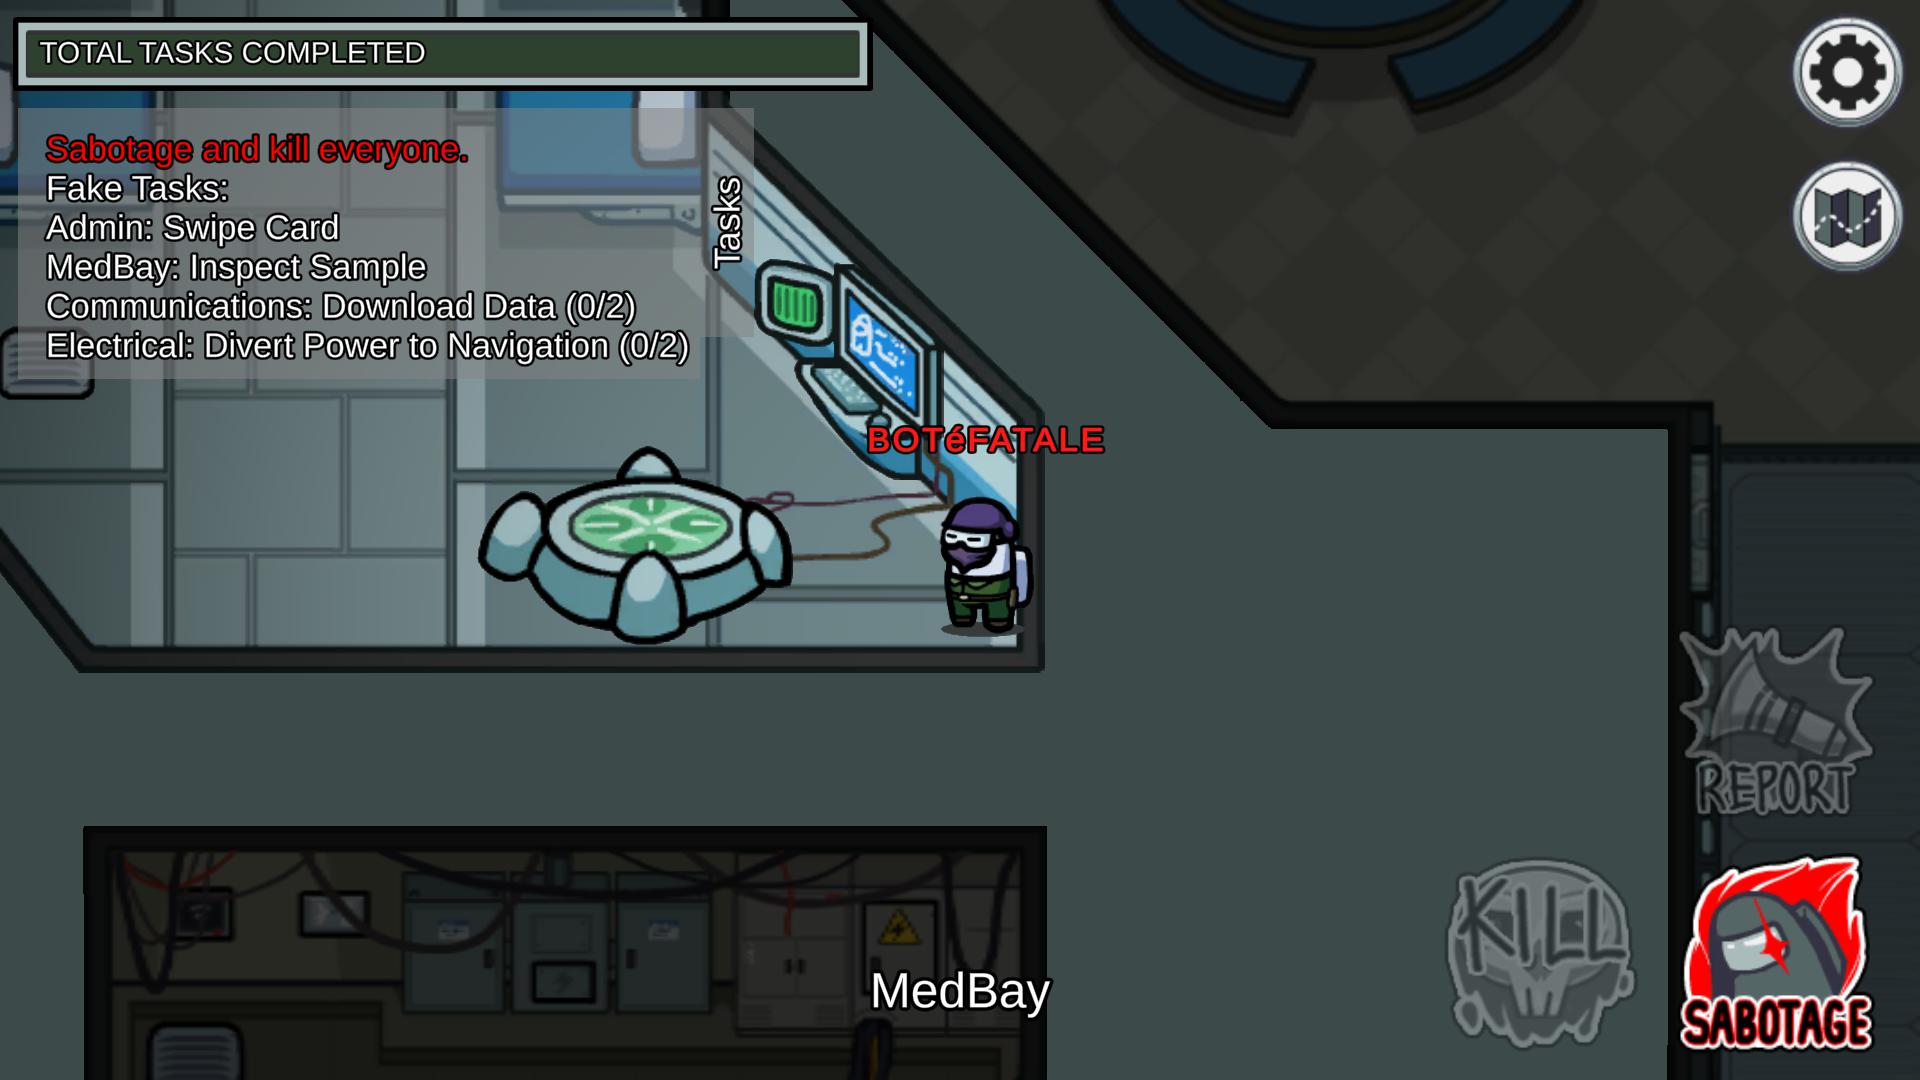 TOTAL TASKS COMPLETED
Sabotage and kill everyone.
Fake Tasks:
Admin: Swipe Card
MedBay: Inspect Sample
Communications: Download Data (0/2)
Electrical: Divert Power to Navigation (0/2)
Tasks
BOTéFATALE
REPORT
KILL
MedBay
SABOTAGE